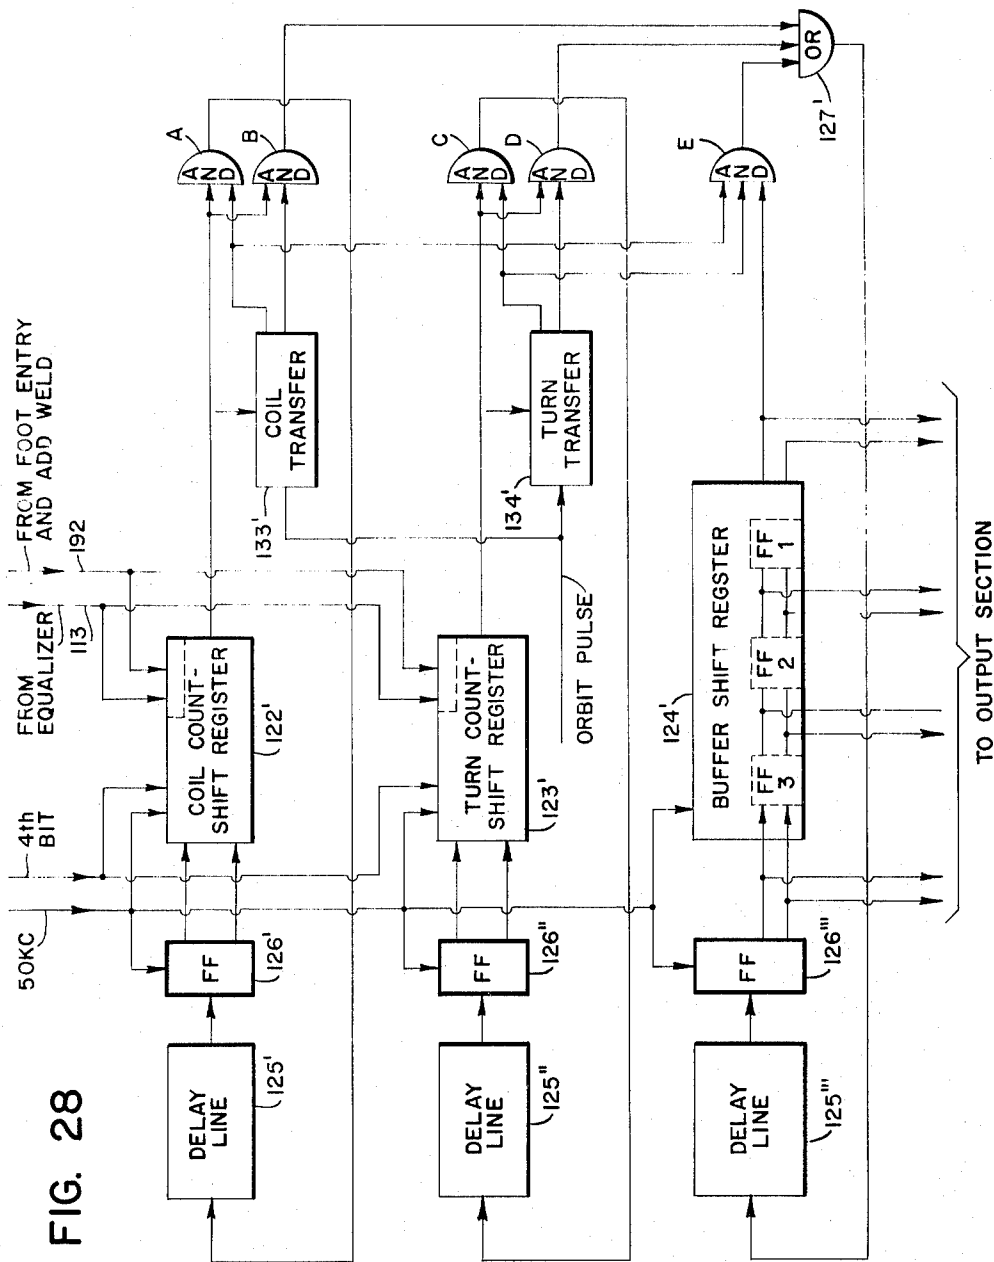 FIG. 28
50KC
4th
BIT
FROM
EQUALIZER
113
FROM FOOT ENTRY
AND ADD WELD
192
DELAY
LINE
125'
FF
126'
COIL COUNT-
SHIFT REGISTER
122'
COIL
TRANSFER
133'
AND
A
AND
B
DELAY
LINE
125"
FF
126"
TURN COUNT-
SHIFT REGISTER
123'
ORBIT PULSE
TURN
TRANSFER
134'
AND
C
AND
D
DELAY
LINE
125"'
FF
126"'
BUFFER SHIFT REGSTER
124'
FF
3
FF
2
FF
1
AND
E
OR
127'
TO OUTPUT SECTION